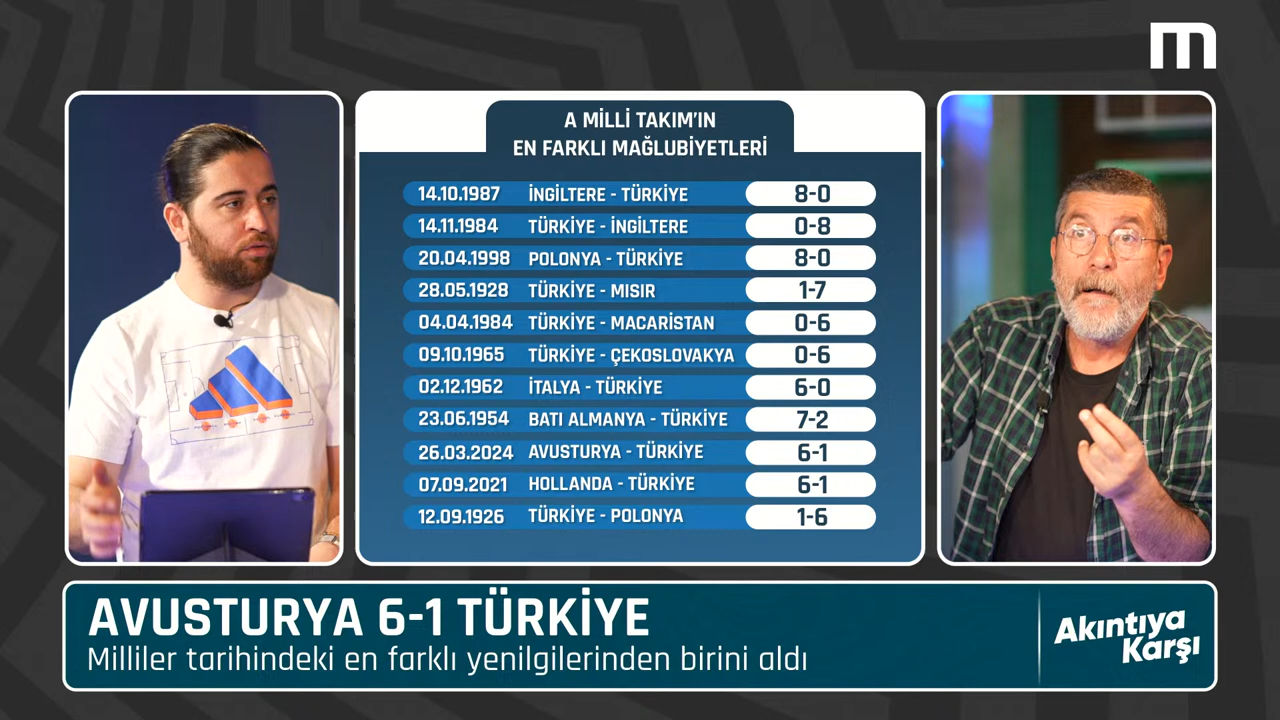 m
A MİLLİ TAKIM'IN
EN FARKLI MAĞLUBİYETLERİ
14.10.1987 İNGİLTERE - TÜRKİYE 8-0
14.11.1984 TÜRKİYE - İNGİLTERE 0-8
20.04.1998 POLONYA - TÜRKİYE 8-0
28.05.1928 TÜRKİYE - MISIR 1-7
04.04.1984 TÜRKİYE - MACARİSTAN 0-6
09.10.1965 TÜRKİYE - ÇEKOSLOVAKYA 0-6
02.12.1962 İTALYA - TÜRKİYE 6-0
23.06.1954 BATI ALMANYA - TÜRKİYE 7-2
26.03.2024 AVUSTURYA - TÜRKİYE 6-1
07.09.2021 HOLLANDA - TÜRKİYE 6-1
12.09.1926 TÜRKİYE - POLONYA 1-6
AVUSTURYA 6-1 TÜRKİYE
Milliler tarihindeki en farklı yenilgilerinden birini aldı
Akıntıya
Karşı